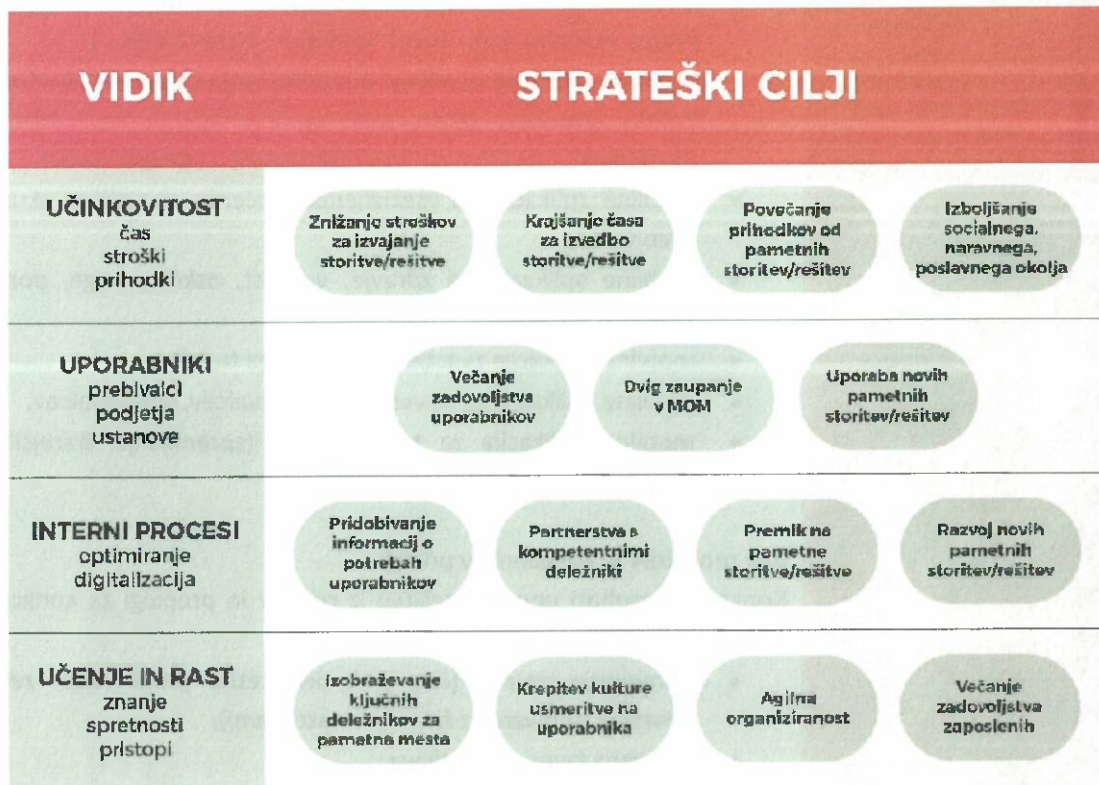 VIDIK
STRATEŠKI CILJI
UČINKOVITOST
čas
stroški
prihodki
Znižanje stroškov
za izvajanje
storitve/rešitve
Krajšanje časa
za izvedbo
storitve/rešitve
Povečanje
prihodkov od
pametnih
storitev/rešitev
Izboljšanje
socialnega,
naravnega,
poslavnega okolja
UPORABNIKI
prebivalci
podjetja
ustanove
Večanje
zadovoljstva
uporabnikov
Dvig zaupanje
v MOM
Uporaba novih
pametnih
storitev/rešitev
INTERNI PROCESI
optimiranje
digitalizacija
Pridobivanje
informacij o
potrebah
uporabnikov
Partnerstva s
kompetentnimi
deležniki
Premik na
pametne
storitve/rešitve
Razvoj novih
pametnih
storitev/rešitev
UČENJE IN RAST
znanje
spretnosti
pristopi
Izobraževanje
ključnih
deležnikov za
pametna mesta
Krepitev kulture
usmeritve na
uporabnika
Agilna
organiziranost
Večanje
zadovoljstva
zaposlenih